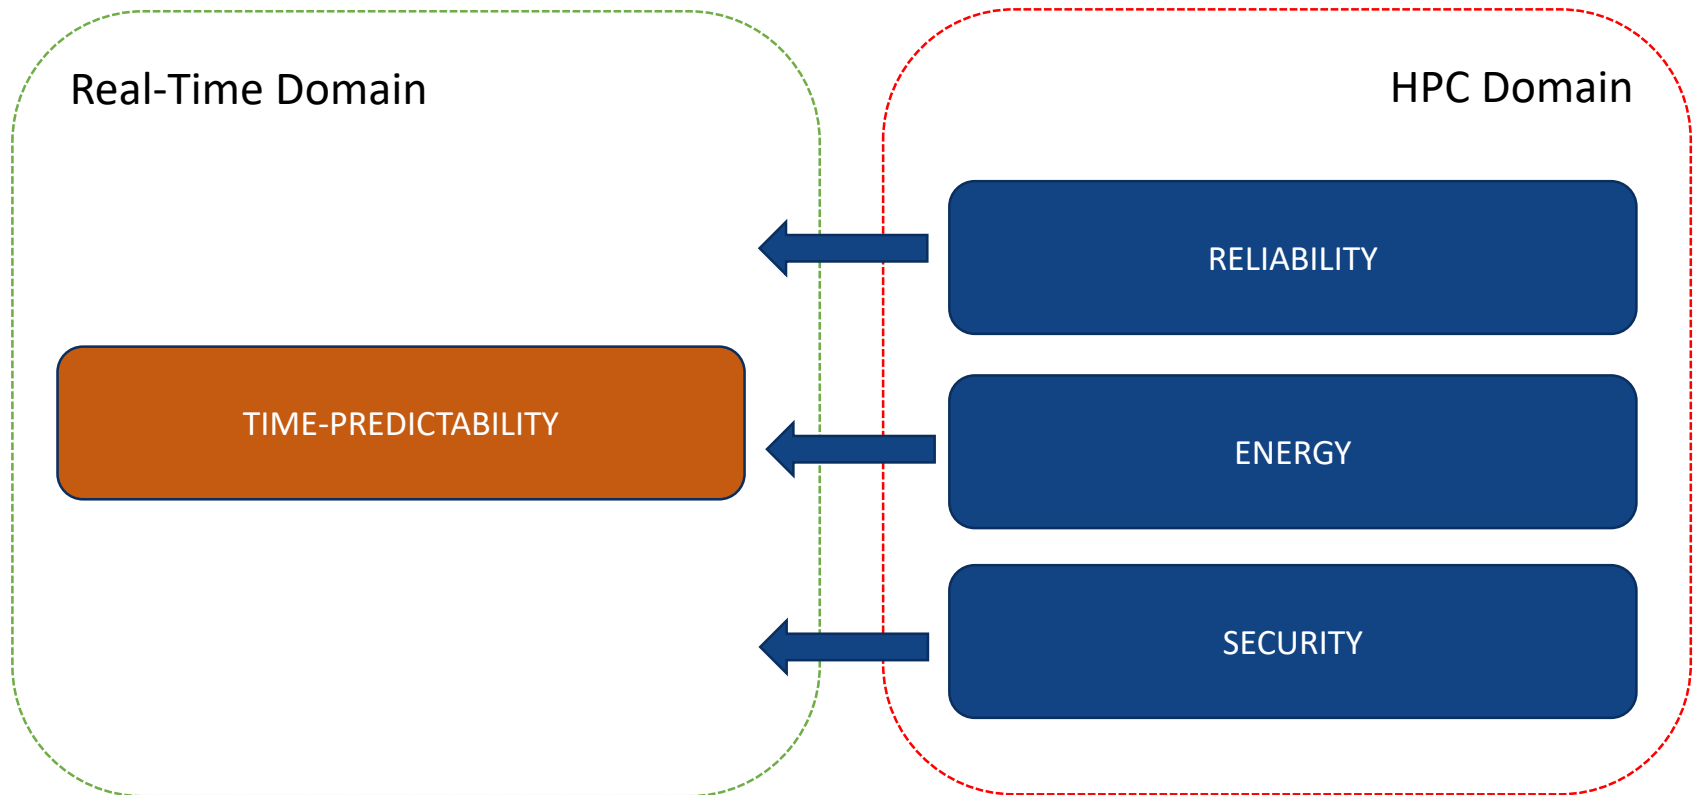 Real-Time Domain
HPC Domain
RELIABILITY
TIME-PREDICTABILITY
ENERGY
SECURITY